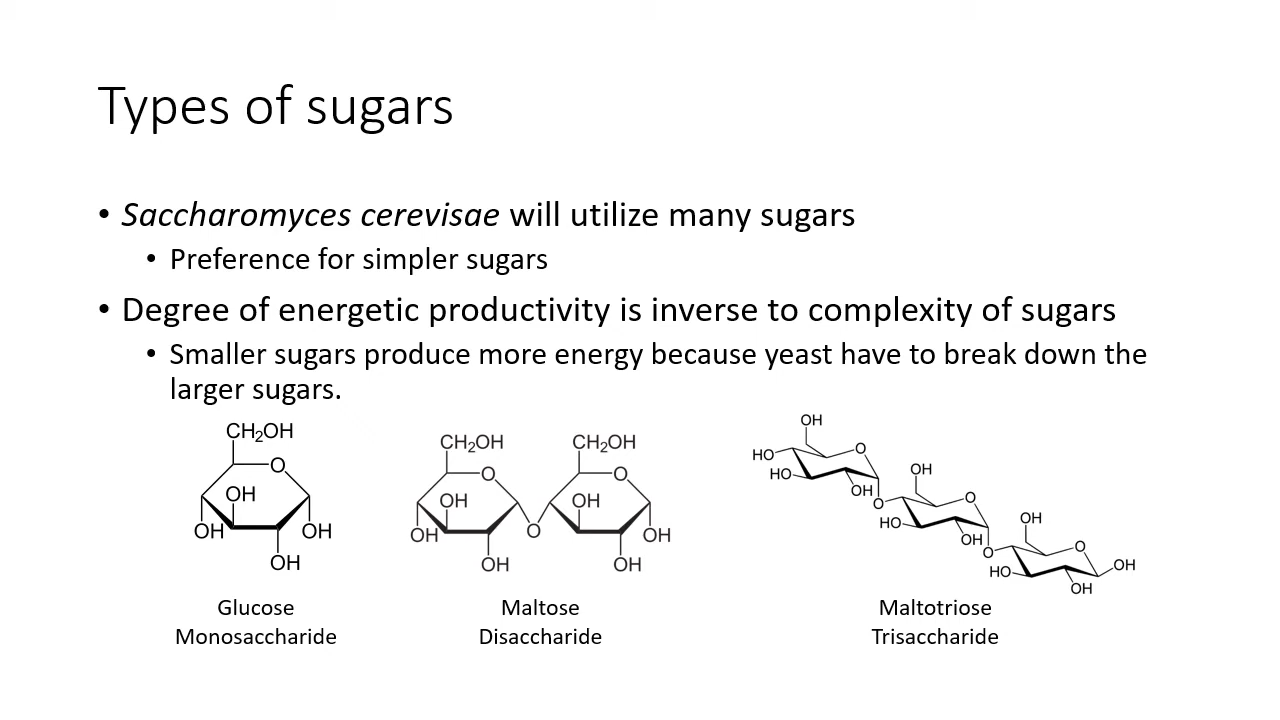 Types of sugars
• Saccharomyces cerevisae will utilize many sugars
• Preference for simpler sugars
• Degree of energetic productivity is inverse to complexity of sugars
• Smaller sugars produce more energy because yeast have to break down the
larger sugars.
CH₂OH
O
OH
OH
OH
OH
CH₂OH
CH₂OH
O
O
OH
OH
OH
O
OH
OH
OH
OH
O
HO
HO
OH
O
OH
O
HO
OH
O
OH
O
HO
OH
OH
Glucose
Monosaccharide
Maltose
Disaccharide
Maltotriose
Trisaccharide